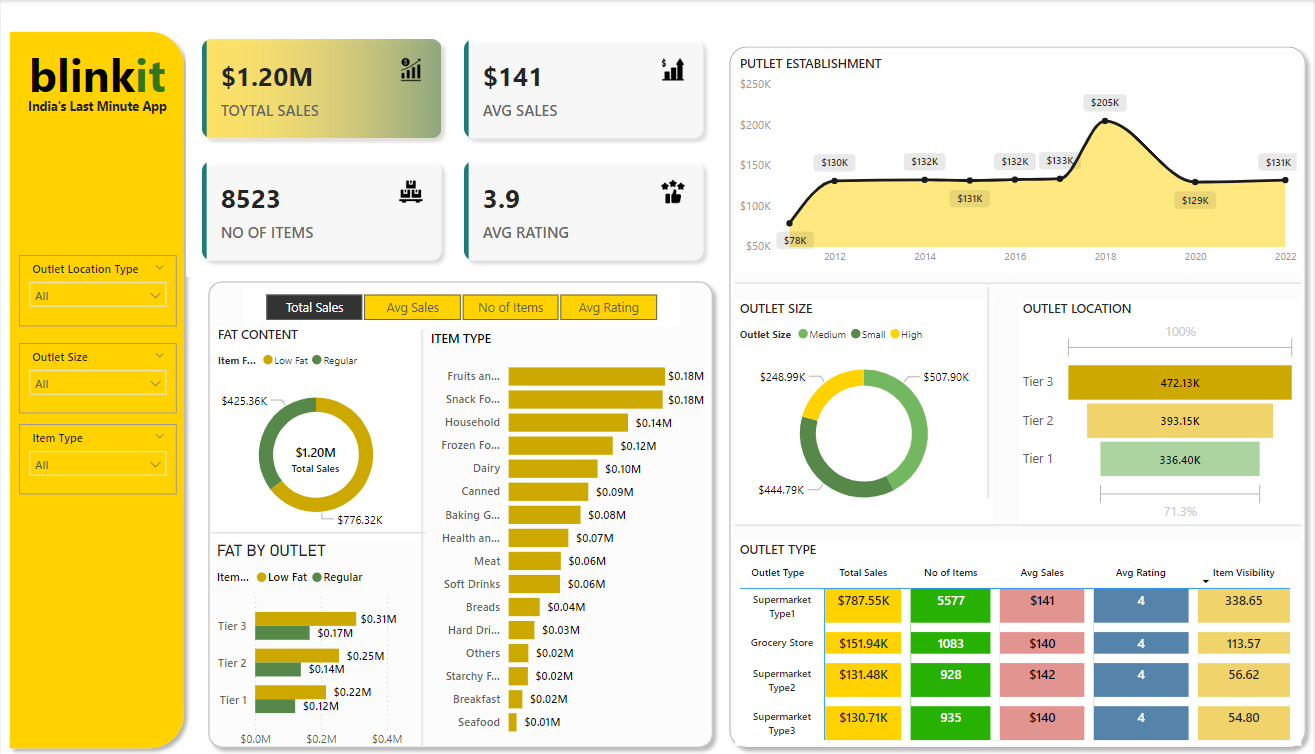 blinkit
India's Last Minute App
Outlet Location Type
All
Outlet Size
All
Item Type
All
$1.20M
TOYTAL SALES
$141
AVG SALES
8523
NO OF ITEMS
3.9
AVG RATING
Total Sales
Avg Sales
No of Items
Avg Rating
FAT CONTENT
Item F... Low Fat Regular
$425.36K
$1.20M
Total Sales
$776.32K
FAT BY OUTLET
Item... Low Fat Regular
Tier 3 $0.31M
$0.17M
Tier 2 $0.25M
$0.14M
Tier 1 $0.22M
$0.12M
$0.0M $0.2M $0.4M
ITEM TYPE
Fruits an... $0.18M
Snack Fo... $0.18M
Household $0.14M
Frozen Fo... $0.12M
Dairy $0.10M
Canned $0.09M
Baking G... $0.08M
Health an... $0.07M
Meat $0.06M
Soft Drinks $0.06M
Breads $0.04M
Hard Dri... $0.03M
Others $0.02M
Starchy F... $0.02M
Breakfast $0.02M
Seafood $0.01M
PUTLET ESTABLISHMENT
$250K
$200K
$150K
$100K
$50K
$78K
$130K
$132K
$131K
$132K
$133K
$205K
$129K
$131K
2012 2014 2016 2018 2020 2022
OUTLET SIZE
Outlet Size Medium Small High
$248.99K
$507.90K
$444.79K
OUTLET LOCATION
100%
Tier 3 472.13K
Tier 2 393.15K
Tier 1 336.40K
71.3%
OUTLET TYPE
Outlet Type Total Sales No of Items Avg Sales Avg Rating Item Visibility
Supermarket Type1 $787.55K 5577 $141 4 338.65
Grocery Store $151.94K 1083 $140 4 113.57
Supermarket Type2 $131.48K 928 $142 4 56.62
Supermarket Type3 $130.71K 935 $140 4 54.80